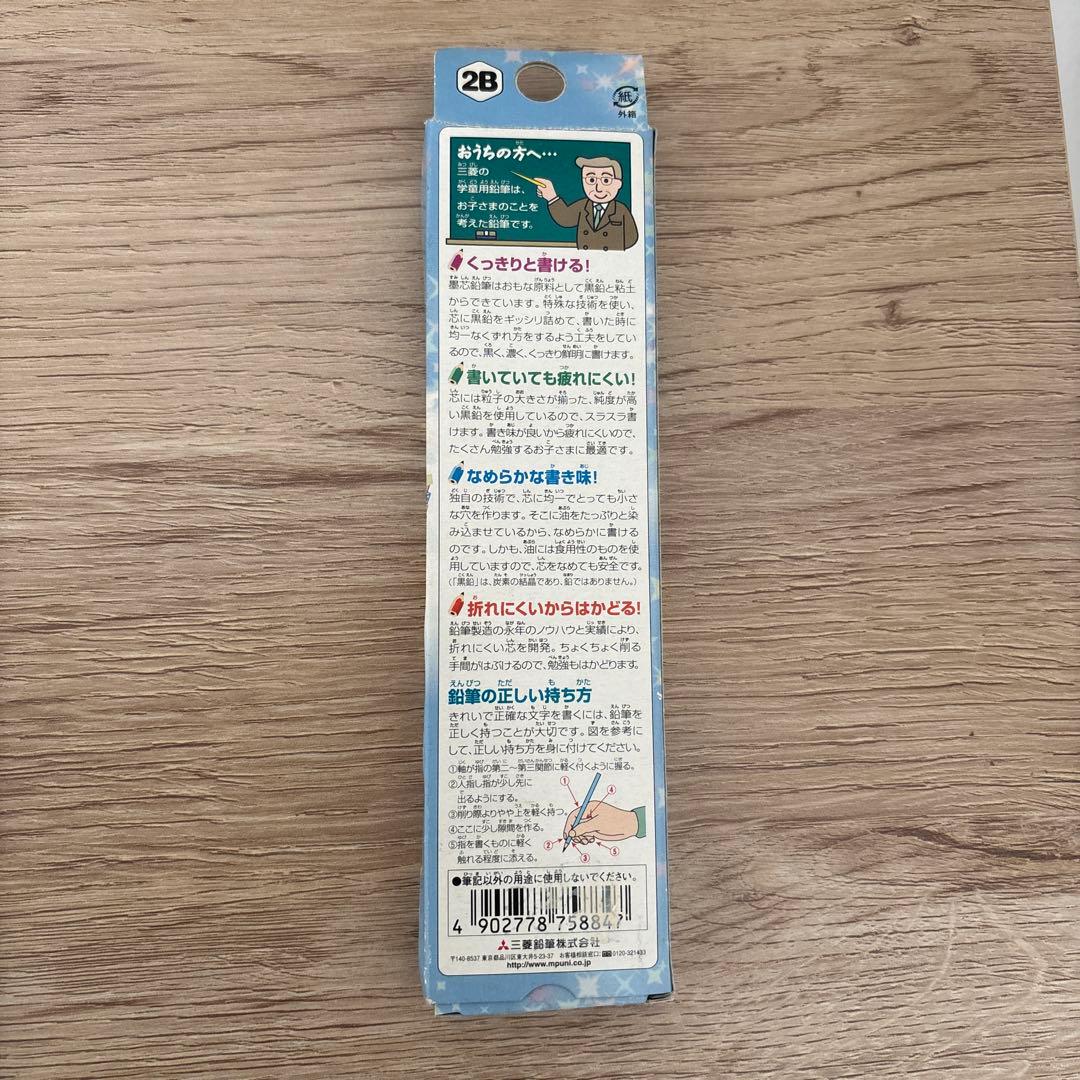 2B
紙
外箱
おうちの方へ…
三菱の
学童用鉛筆は、
お子さまのことを
考えた鉛筆です。
くっきりと書ける!
墨芯鉛筆はおもな原料として黒鉛と粘土
からできています。特殊な技術を使い、
芯に黒鉛をギッシリ詰めて、書いた時に
均一なくずれ方をするよう工夫をしてい
るので、黒く、濃く、くっきり鮮明に書けます。
書いていても疲れにくい!
芯には粒子の大きさが揃った、純度が高
い黒鉛を使用しているので、スラスラ書
けます。書き味が良いから疲れにくいので、
たくさん勉強するお子さまに最適です。
なめらかな書き味!
独自の技術で、芯に均一でとっても小さ
な穴を作ります。そこに油をたっぷりと染
み込ませているから、なめらかに書ける
のです。しかも、油には食用性のものを使
用していますので、芯をなめても安全です。
(「黒鉛」は、炭素の結晶であり、鉛ではありません。)
折れにくいからはかどる!
鉛筆製造の永年のノウハウと実績により、
折れにくい芯を開発。ちょくちょく削る
手間がはぶけるので、勉強もはかどります。
鉛筆の正しい持ち方
きれいで正確な文字を書くには、鉛筆を
正しく持つことが大切です。図を参考に
して、正しい持ち方を身に付けてください。
①軸が指の第二〜第三関節に軽く付くように握る。
②人指し指が少し先に
出るようにする。
③削り際よりやや上を軽く持つ。
④ここに少し隙間を作る。
⑤指を書くものに軽く
触れる程度に添える。
① ④
② ③ ⑤
●筆記以外の用途に使用しないでください。
4 902778 758847
三菱鉛筆株式会社
〒140-8537 東京都品川区東大井5-23-37 お客様相談窓口:0120-321433
http://www.mpuni.co.jp